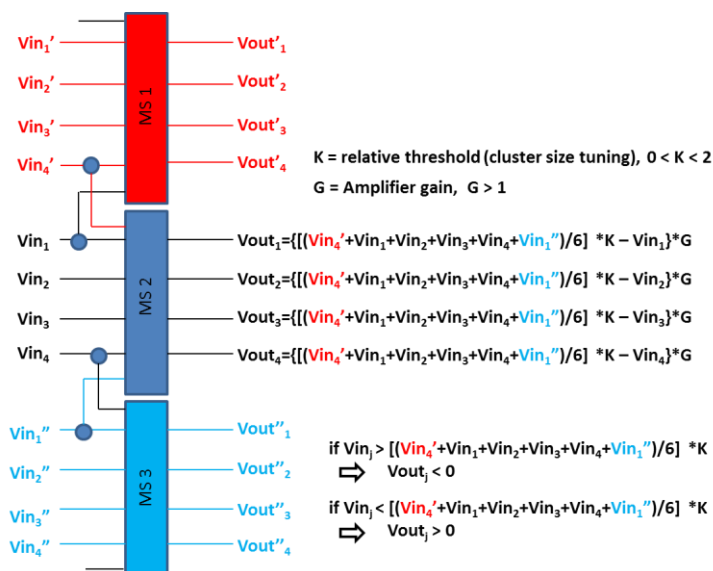 Vin₁’
Vout’₁
Vin₂’
Vout’₂
Vin₃’
Vout’₃
Vin₄’
Vout’₄
MS 1
K = relative threshold (cluster size tuning), 0 < K < 2
G = Amplifier gain, G > 1
Vin₁
Vout₁={[(Vin₄’+Vin₁+Vin₂+Vin₃+Vin₄+Vin₁”)/6] *K – Vin₁}*G
Vin₂
Vout₂={[(Vin₄’+Vin₁+Vin₂+Vin₃+Vin₄+Vin₁”)/6] *K – Vin₂}*G
Vin₃
Vout₃={[(Vin₄’+Vin₁+Vin₂+Vin₃+Vin₄+Vin₁”)/6] *K – Vin₃}*G
Vin₄
Vout₄={[(Vin₄’+Vin₁+Vin₂+Vin₃+Vin₄+Vin₁”)/6] *K – Vin₄}*G
MS 2
Vin₁”
Vout”₁
Vin₂”
Vout”₂
Vin₃”
Vout”₃
Vin₄”
Vout”₄
MS 3
if Vinⱼ > [(Vin₄’+Vin₁+Vin₂+Vin₃+Vin₄+Vin₁”)/6] *K
⇨ Voutⱼ < 0
if Vinⱼ < [(Vin₄’+Vin₁+Vin₂+Vin₃+Vin₄+Vin₁”)/6] *K
⇨ Voutⱼ > 0